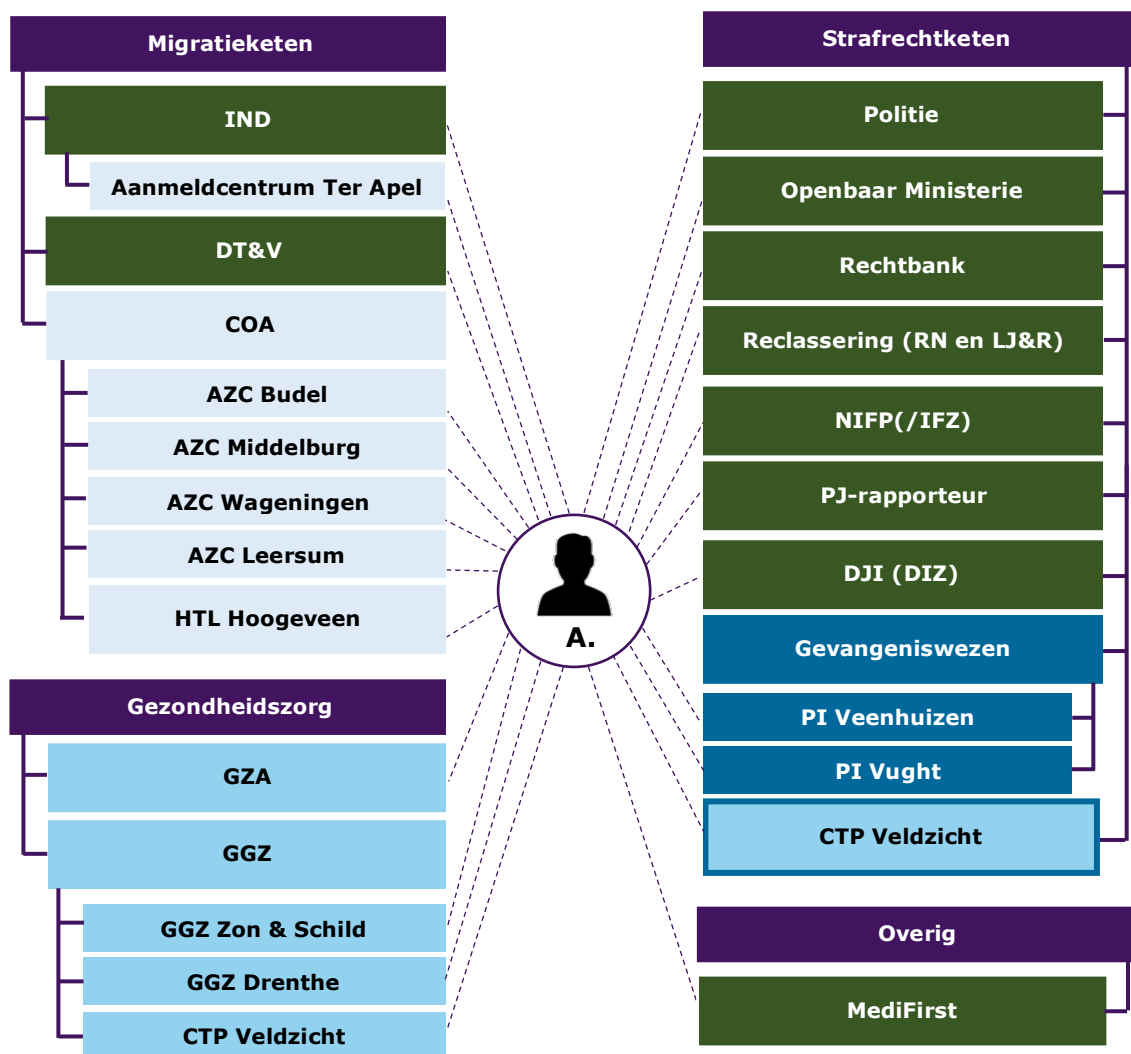 Migratieketen
IND
Aanmeldcentrum Ter Apel
DT&V
COA
AZC Budel
AZC Middelburg
AZC Wageningen
AZC Leersum
HTL Hoogeveen
Gezondheidszorg
GZA
GGZ
GGZ Zon & Schild
GGZ Drenthe
CTP Veldzicht
A.
Strafrechtketen
Politie
Openbaar Ministerie
Rechtbank
Reclassering (RN en LJ&R)
NIFP(/IFZ)
PJ-rapporteur
DJI (DIZ)
Gevangeniswezen
PI Veenhuizen
PI Vught
CTP Veldzicht
Overig
MediFirst